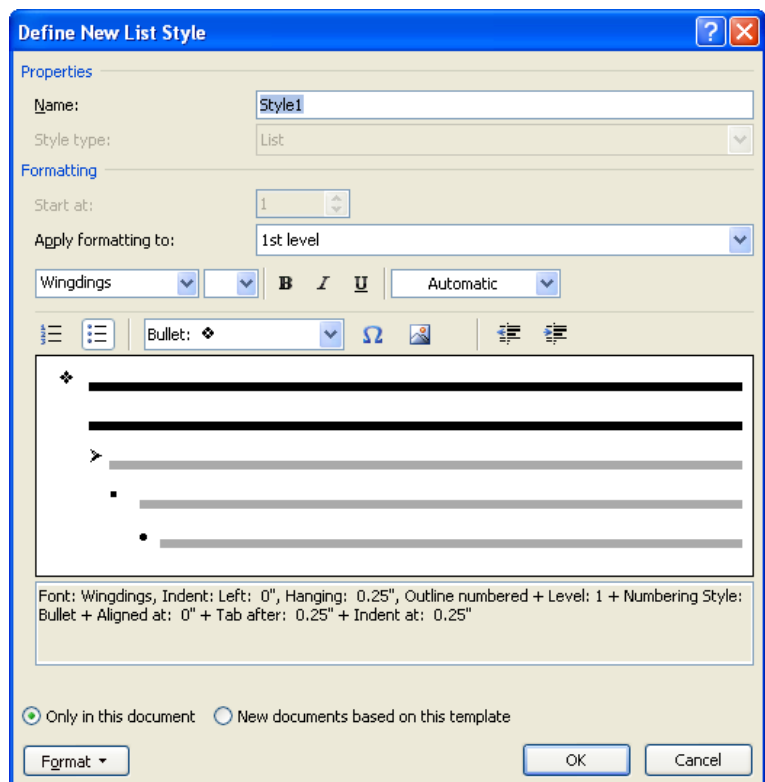 Define New List Style
Properties
Name: Style1
Style type: List
Formatting
Start at: 1
Apply formatting to: 1st level
Wingdings B I U Automatic
Bullet: ❖ Ω
Font: Wingdings, Indent: Left:  0", Hanging:  0.25", Outline numbered + Level: 1 + Numbering Style:
Bullet + Aligned at:  0" + Tab after:  0.25" + Indent at:  0.25"
Only in this document New documents based on this template
Format OK Cancel